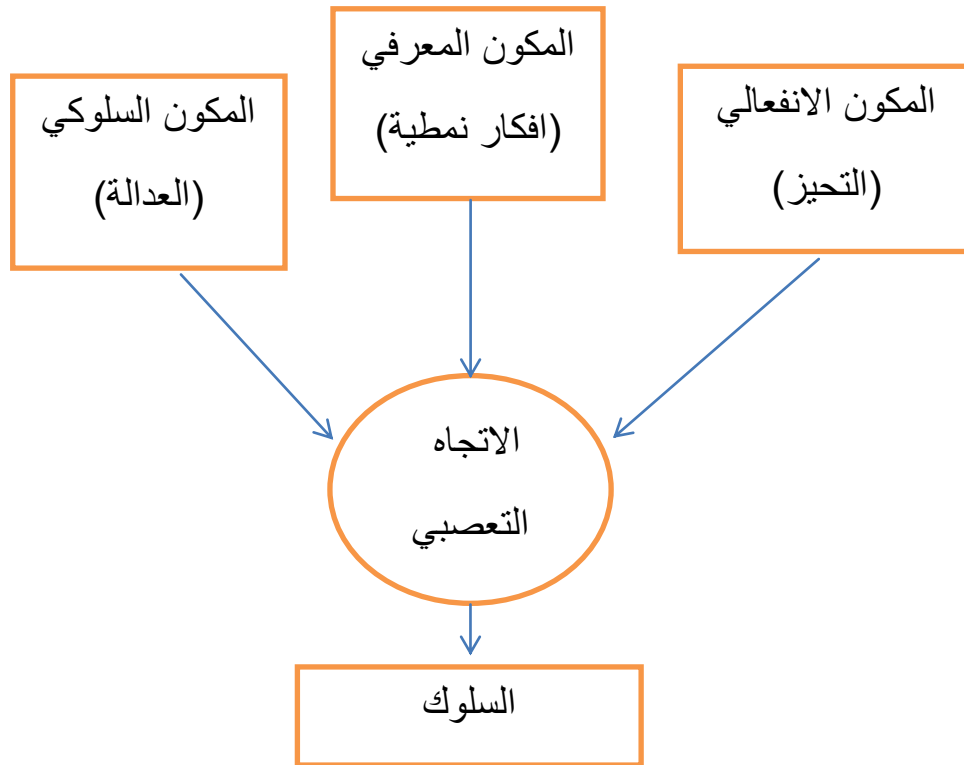 المكون الانفعالي
(التحيز)
المكون المعرفي
(افكار نمطية)
المكون السلوكي
(العدالة)
الاتجاه
التعصبي
السلوك